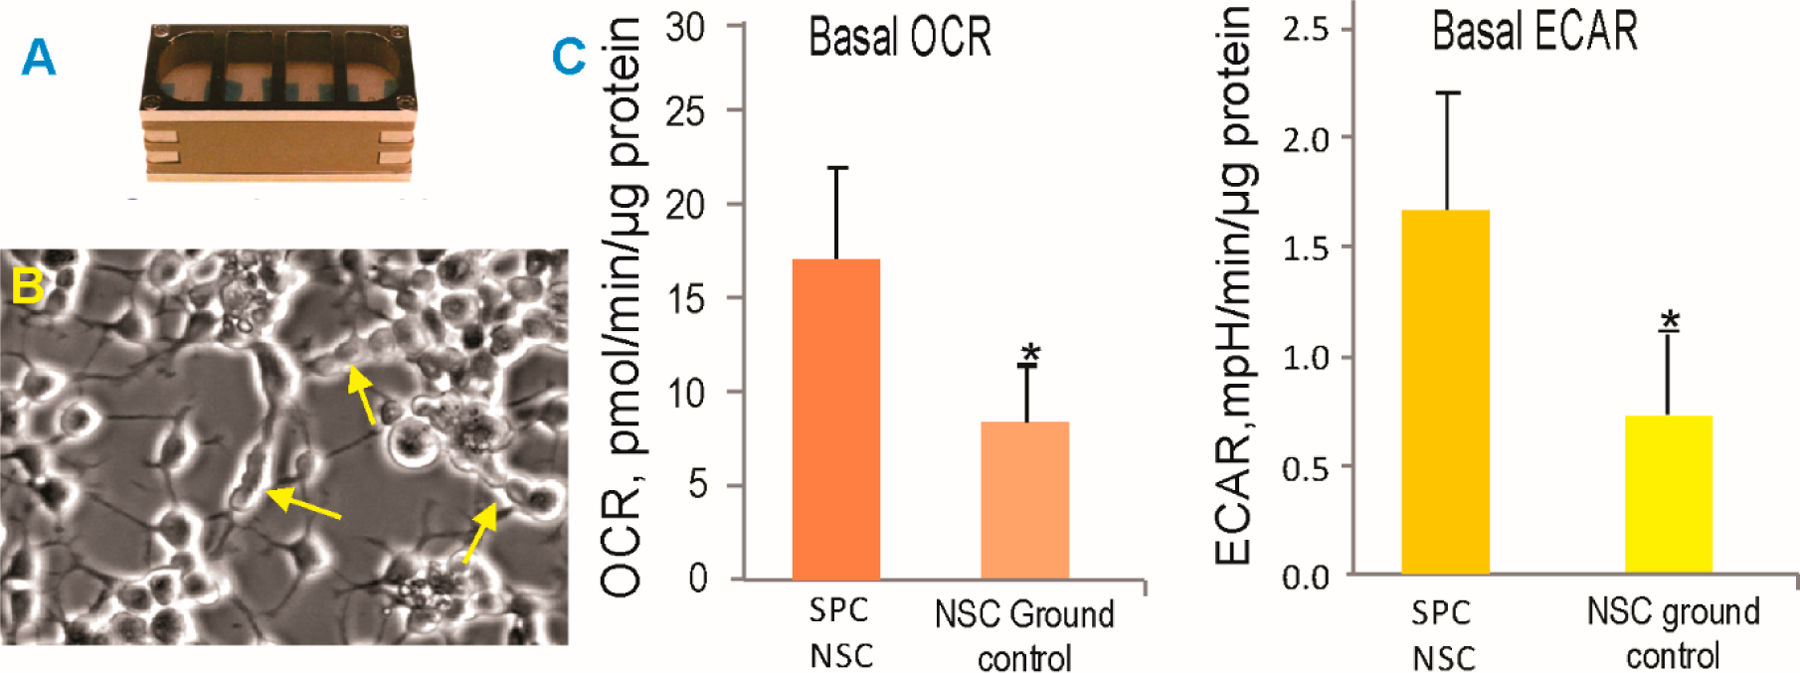 A
B
C
Basal OCR
OCR, pmol/min/µg protein
30
25
20
15
10
5
0
*
SPC
NSC
NSC Ground
control
Basal ECAR
ECAR,mpH/min/µg protein
2.5
2.0
1.5
1.0
0.5
0.0
*
SPC
NSC
NSC ground
control